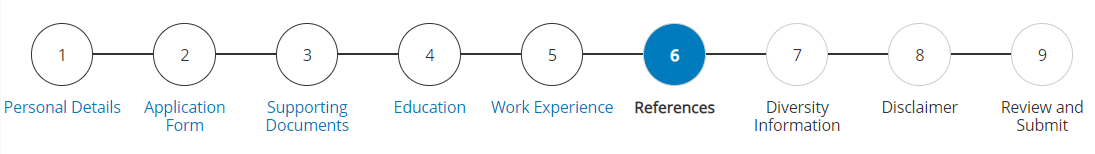 1 2 3 4 5 6 7 8 9
Personal Details Application Supporting Education Work Experience References Diversity Disclaimer Review and
Form Documents Information Submit